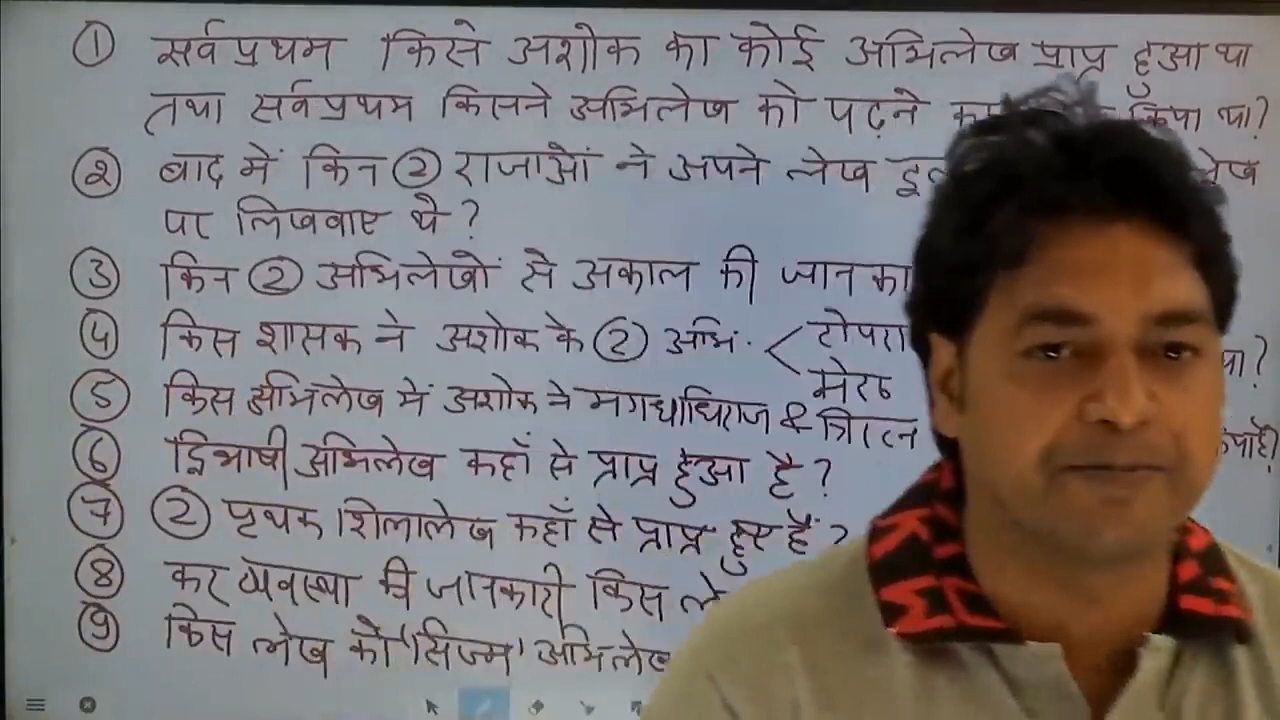 ① सर्वप्रथम किसे अशोक का कोई अभिलेख प्राप्त हुआ था
तथा सर्वप्रथम किसने अभिलेख को पढ़ने किया था?
② बाद में किन ② राजाओं ने अपने लेख लेख
पर लिखवाए थे?
③ किन ② अभिलेखों से अकाल की
④ किस शासक ने अशोक के ② अभि. < टोपरा
मेरठ
⑤ किस अभिलेख में अशोक ने मगधाधिराज & त्रिरत्न
⑥ द्विभाषी अभिलेख कहाँ से प्राप्त हुआ है?
⑦ ② पृथक शिलालेख कहाँ से प्राप्त हुए हैं?
⑧ कर व्यवस्था की जानकारी किस
⑨ किस लेख को 'सिज्म' अभिलेख